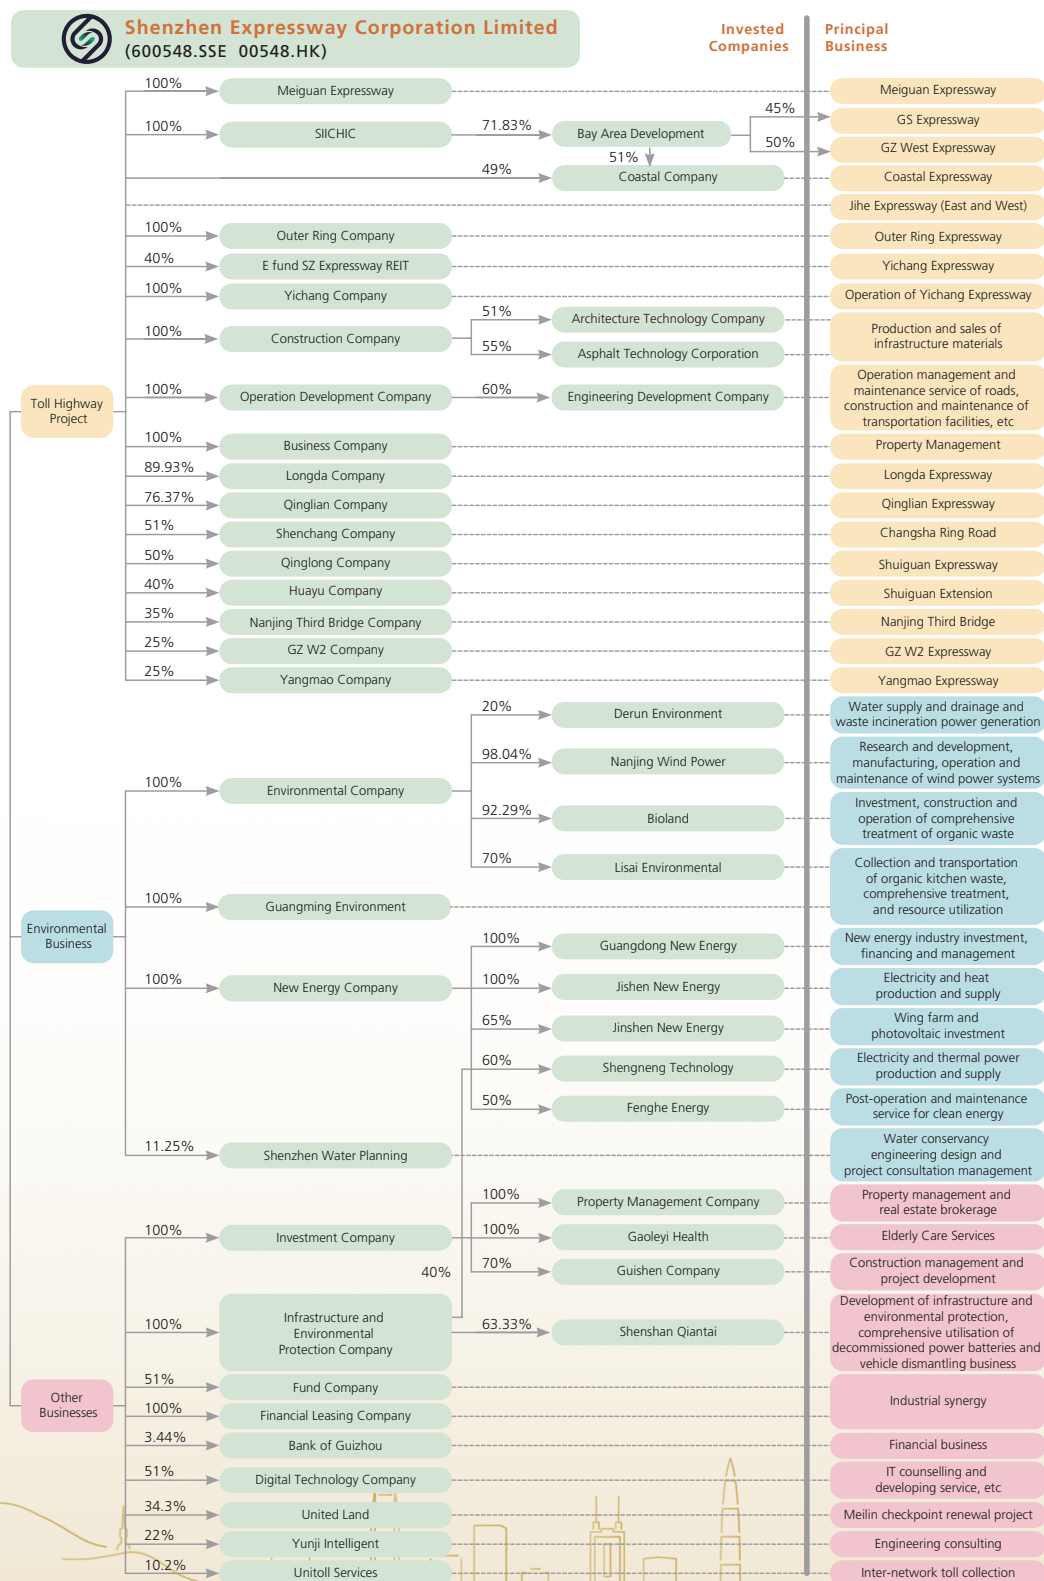 Shenzhen Expressway Corporation Limited
(600548.SSE 00548.HK)
Invested
Companies
Principal
Business
100%
Meiguan Expressway
Meiguan Expressway
100%
SIICHIC
71.83%
Bay Area Development
45%
GS Expressway
50%
GZ West Expressway
51%
49%
Coastal Company
Coastal Expressway
Jihe Expressway (East and West)
100%
Outer Ring Company
Outer Ring Expressway
40%
E fund SZ Expressway REIT
Yichang Expressway
100%
Yichang Company
Operation of Yichang Expressway
100%
Construction Company
51%
Architecture Technology Company
55%
Asphalt Technology Corporation
Production and sales of
infrastructure materials
Toll Highway
Project
100%
Operation Development Company
60%
Engineering Development Company
Operation management and
maintenance service of roads,
construction and maintenance of
transportation facilities, etc
100%
Business Company
Property Management
89.93%
Longda Company
Longda Expressway
76.37%
Qinglian Company
Qinglian Expressway
51%
Shenchang Company
Changsha Ring Road
50%
Qinglong Company
Shuiguan Expressway
40%
Huayu Company
Shuiguan Extension
35%
Nanjing Third Bridge Company
Nanjing Third Bridge
25%
GZ W2 Company
GZ W2 Expressway
25%
Yangmao Company
Yangmao Expressway
20%
Derun Environment
Water supply and drainage and
waste incineration power generation
98.04%
Nanjing Wind Power
Research and development,
manufacturing, operation and
maintenance of wind power systems
100%
Environmental Company
92.29%
Bioland
Investment, construction and
operation of comprehensive
treatment of organic waste
70%
Lisai Environmental
Collection and transportation
of organic kitchen waste,
comprehensive treatment,
and resource utilization
100%
Guangming Environment
Environmental
Business
100%
Guangdong New Energy
New energy industry investment,
financing and management
100%
New Energy Company
100%
Jishen New Energy
Electricity and heat
production and supply
65%
Jinshen New Energy
Wing farm and
photovoltaic investment
60%
Shengneng Technology
Electricity and thermal power
production and supply
50%
Fenghe Energy
Post-operation and maintenance
service for clean energy
11.25%
Shenzhen Water Planning
Water conservancy
engineering design and
project consultation management
100%
Property Management Company
Property management and
real estate brokerage
100%
Investment Company
100%
Gaoleyi Health
Elderly Care Services
40%
70%
Guishen Company
Construction management and
project development
100%
Infrastructure and
Environmental
Protection Company
63.33%
Shenshan Qiantai
Development of infrastructure and
environmental protection,
comprehensive utilisation of
decommissioned power batteries and
vehicle dismantling business
Other
Businesses
51%
Fund Company
100%
Financial Leasing Company
Industrial synergy
3.44%
Bank of Guizhou
Financial business
51%
Digital Technology Company
IT counselling and
developing service, etc
34.3%
United Land
Meilin checkpoint renewal project
22%
Yunji Intelligent
Engineering consulting
10.2%
Unitoll Services
Inter-network toll collection